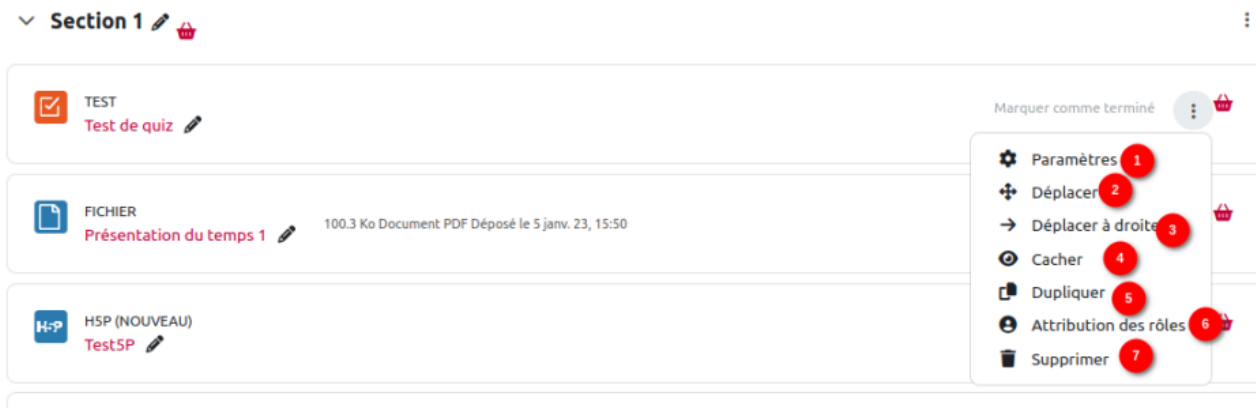 Section 1
TEST
Test de quiz
Marquer comme terminé
Paramètres 1
Déplacer 2
FICHIER
Présentation du temps 1
100.3 Ko Document PDF Déposé le 5 janv. 23, 15:50
Déplacer à droite 3
Cacher 4
Dupliquer 5
H5P (NOUVEAU)
H5P
Test5P
Attribution des rôles 6
Supprimer 7